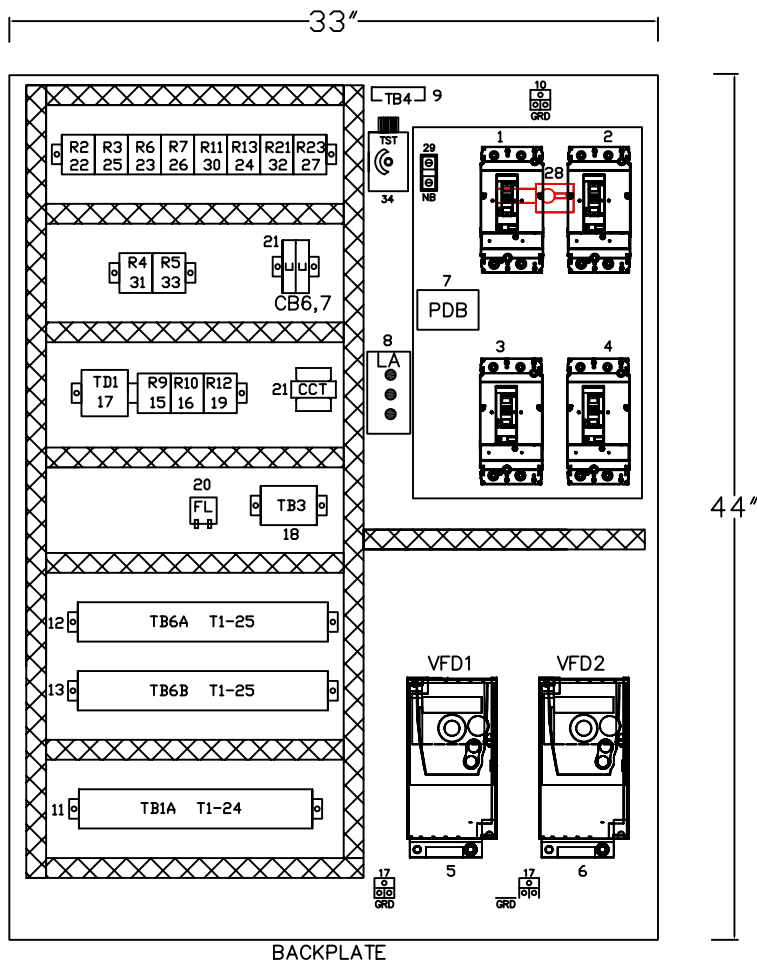 33"
TB4 9
10
GRD
R2 R3 R6 R7 R11 R13 R21 R23
22 25 23 26 30 24 32 27
TST
34
29
NB
1
2
28
R4 R5
31 33
21
CB6,7
7
PDB
8
LA
3
4
TD1
17
R9 R10 R12
15 16 19
21 CCT
20
FL
TB3
18
44"
12 TB6A T1-25
13 TB6B T1-25
VFD1
VFD2
11 TB1A T1-24
5
6
17
GRD
17
GRD
BACKPLATE